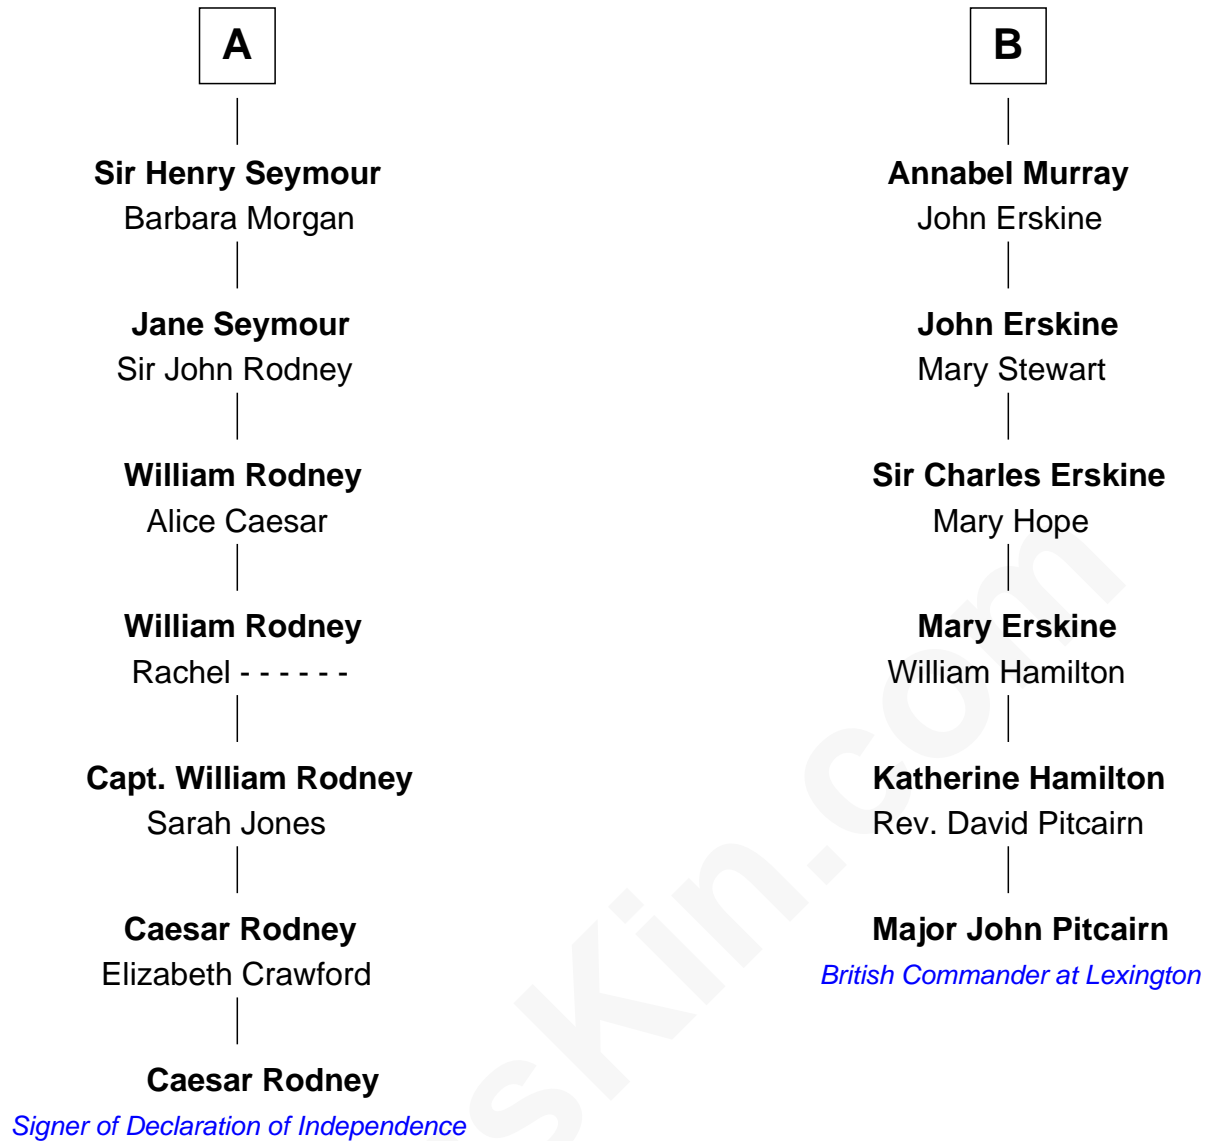 A
Sir Henry Seymour
Barbara Morgan
Jane Seymour
Sir John Rodney
William Rodney
Alice Caesar
William Rodney
Rachel - - - - - -
Capt. William Rodney
Sarah Jones
Caesar Rodney
Elizabeth Crawford
Caesar Rodney
Signer of Declaration of Independence
B
Annabel Murray
John Erskine
John Erskine
Mary Stewart
Sir Charles Erskine
Mary Hope
Mary Erskine
William Hamilton
Katherine Hamilton
Rev. David Pitcairn
Major John Pitcairn
British Commander at Lexington
sKin.com